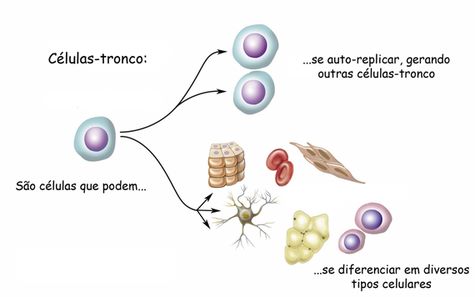 Células-tronco:
...se auto-replicar, gerando
outras células-tronco
São células que podem...
...se diferenciar em diversos
tipos celulares